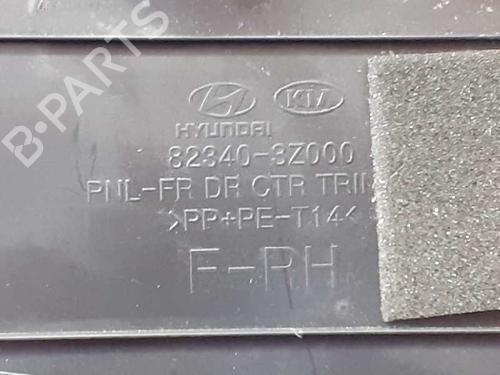 B-PARTS
HYUNDAI KIA
82340-3Z000
PNL-FR DR CTR TRIM
>PP+PE-T14<
F-RH